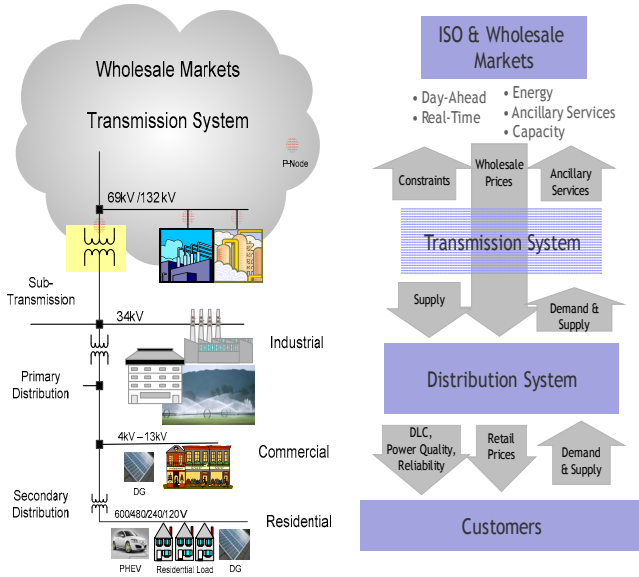 Wholesale Markets
Transmission System
P-Node
69kV /132 kV
Sub-
Transmission
34kV
Industrial
Primary
Distribution
4kV – 13kV
Commercial
DG
Secondary
Distribution
600/480/240/120V
Residential
PHEV
Residential Load
DG
ISO & Wholesale
Markets
• Day-Ahead
• Real-Time
• Energy
• Ancillary Services
• Capacity
Constraints
Wholesale
Prices
Ancillary
Services
Transmission System
Supply
Demand &
Supply
Distribution System
DLC,
Power Quality,
Reliability
Retail
Prices
Demand
& Supply
Customers